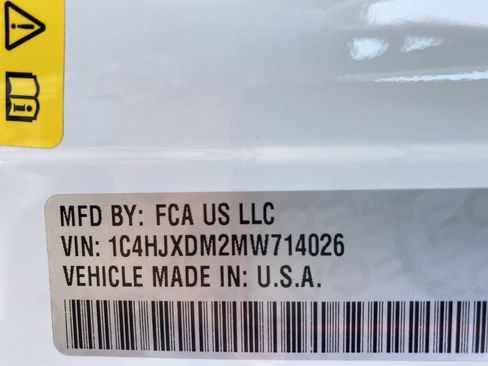 MFD BY: FCA US LLC
VIN: 1C4HJXDM2MW714026
VEHICLE MADE IN: U.S.A.